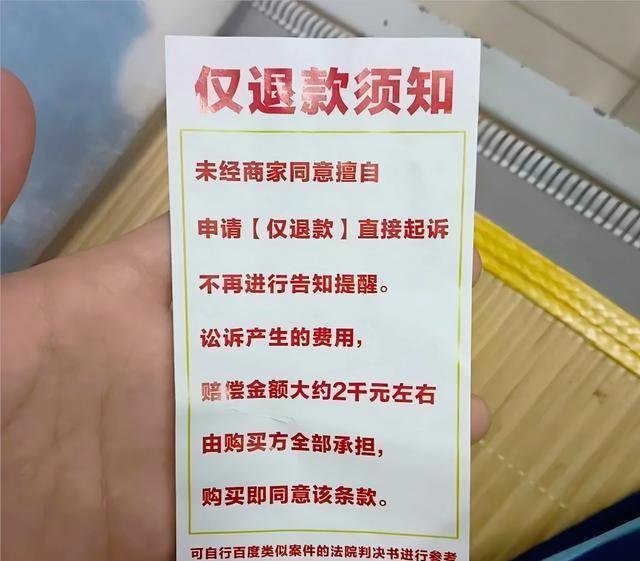 仅退款须知
未经商家同意擅自
申请【仅退款】直接起诉
不再进行告知提醒。
讼诉产生的费用，
赔偿金额大约2千元左右
由购买方全部承担，
购买即同意该条款。
可自行百度类似案件的法院判决书进行参考